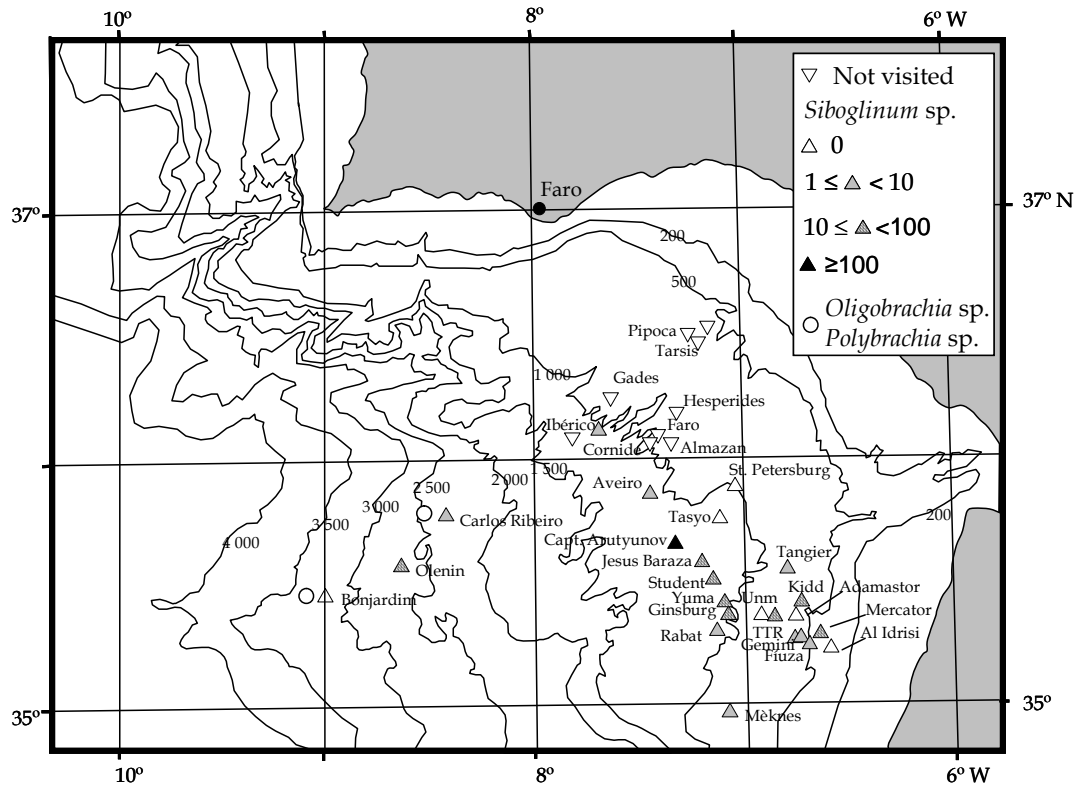 10º
8º
6º W
Not visited
Siboglinum sp.
0
1 ≤ < 10
10 ≤ <100
≥100
Oligobrachia sp.
Polybrachia sp.
Faro
37º
37º N
200
500
Pipoca
Tarsis
1 000
Gades
Hesperides
Ibérico
Faro
Cornide
Almazan
St. Petersburg
1 500
2 000
2 500
3 000
3 500
4 000
Aveiro
Carlos Ribeiro
Tasyo
200
Capt. Arutyunov
Jesus Baraza
Tangier
Olenin
Student
Kidd
Adamastor
Bonjardim
Yuma
Unm
Ginsburg
Mercator
Rabat
TTR
Al Idrisi
Gemini
Fiuza
35º
35º
Mèknes
10º
8º
6º W